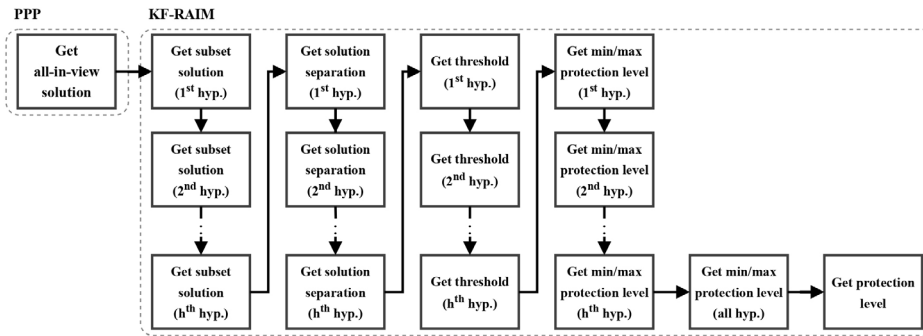 PPP
KF-RAIM
Get
all-in-view
solution
Get subset
solution
(1st hyp.)
Get subset
solution
(2nd hyp.)
Get subset
solution
(hth hyp.)
Get solution
separation
(1st hyp.)
Get solution
separation
(2nd hyp.)
Get solution
separation
(hth hyp.)
Get threshold
(1st hyp.)
Get threshold
(2nd hyp.)
Get threshold
(hth hyp.)
Get min/max
protection level
(1st hyp.)
Get min/max
protection level
(2nd hyp.)
Get min/max
protection level
(hth hyp.)
Get min/max
protection level
(all hyp.)
Get protection
level